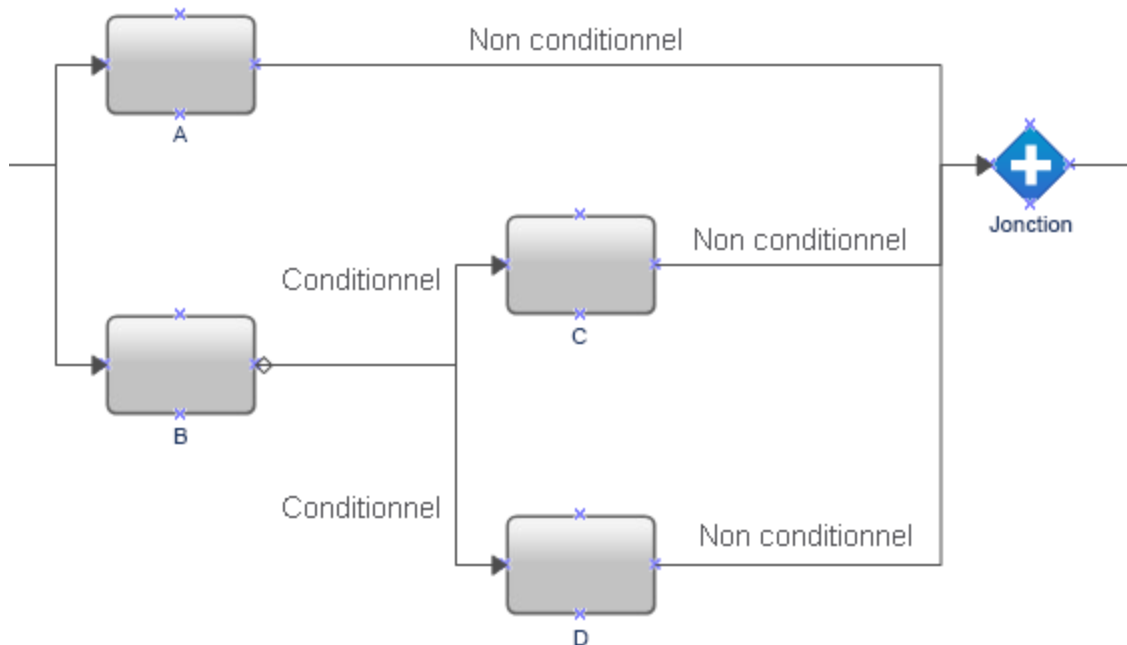 Non conditionnel
A
Jonction
Non conditionnel
Conditionnel
C
B
Conditionnel
Non conditionnel
D